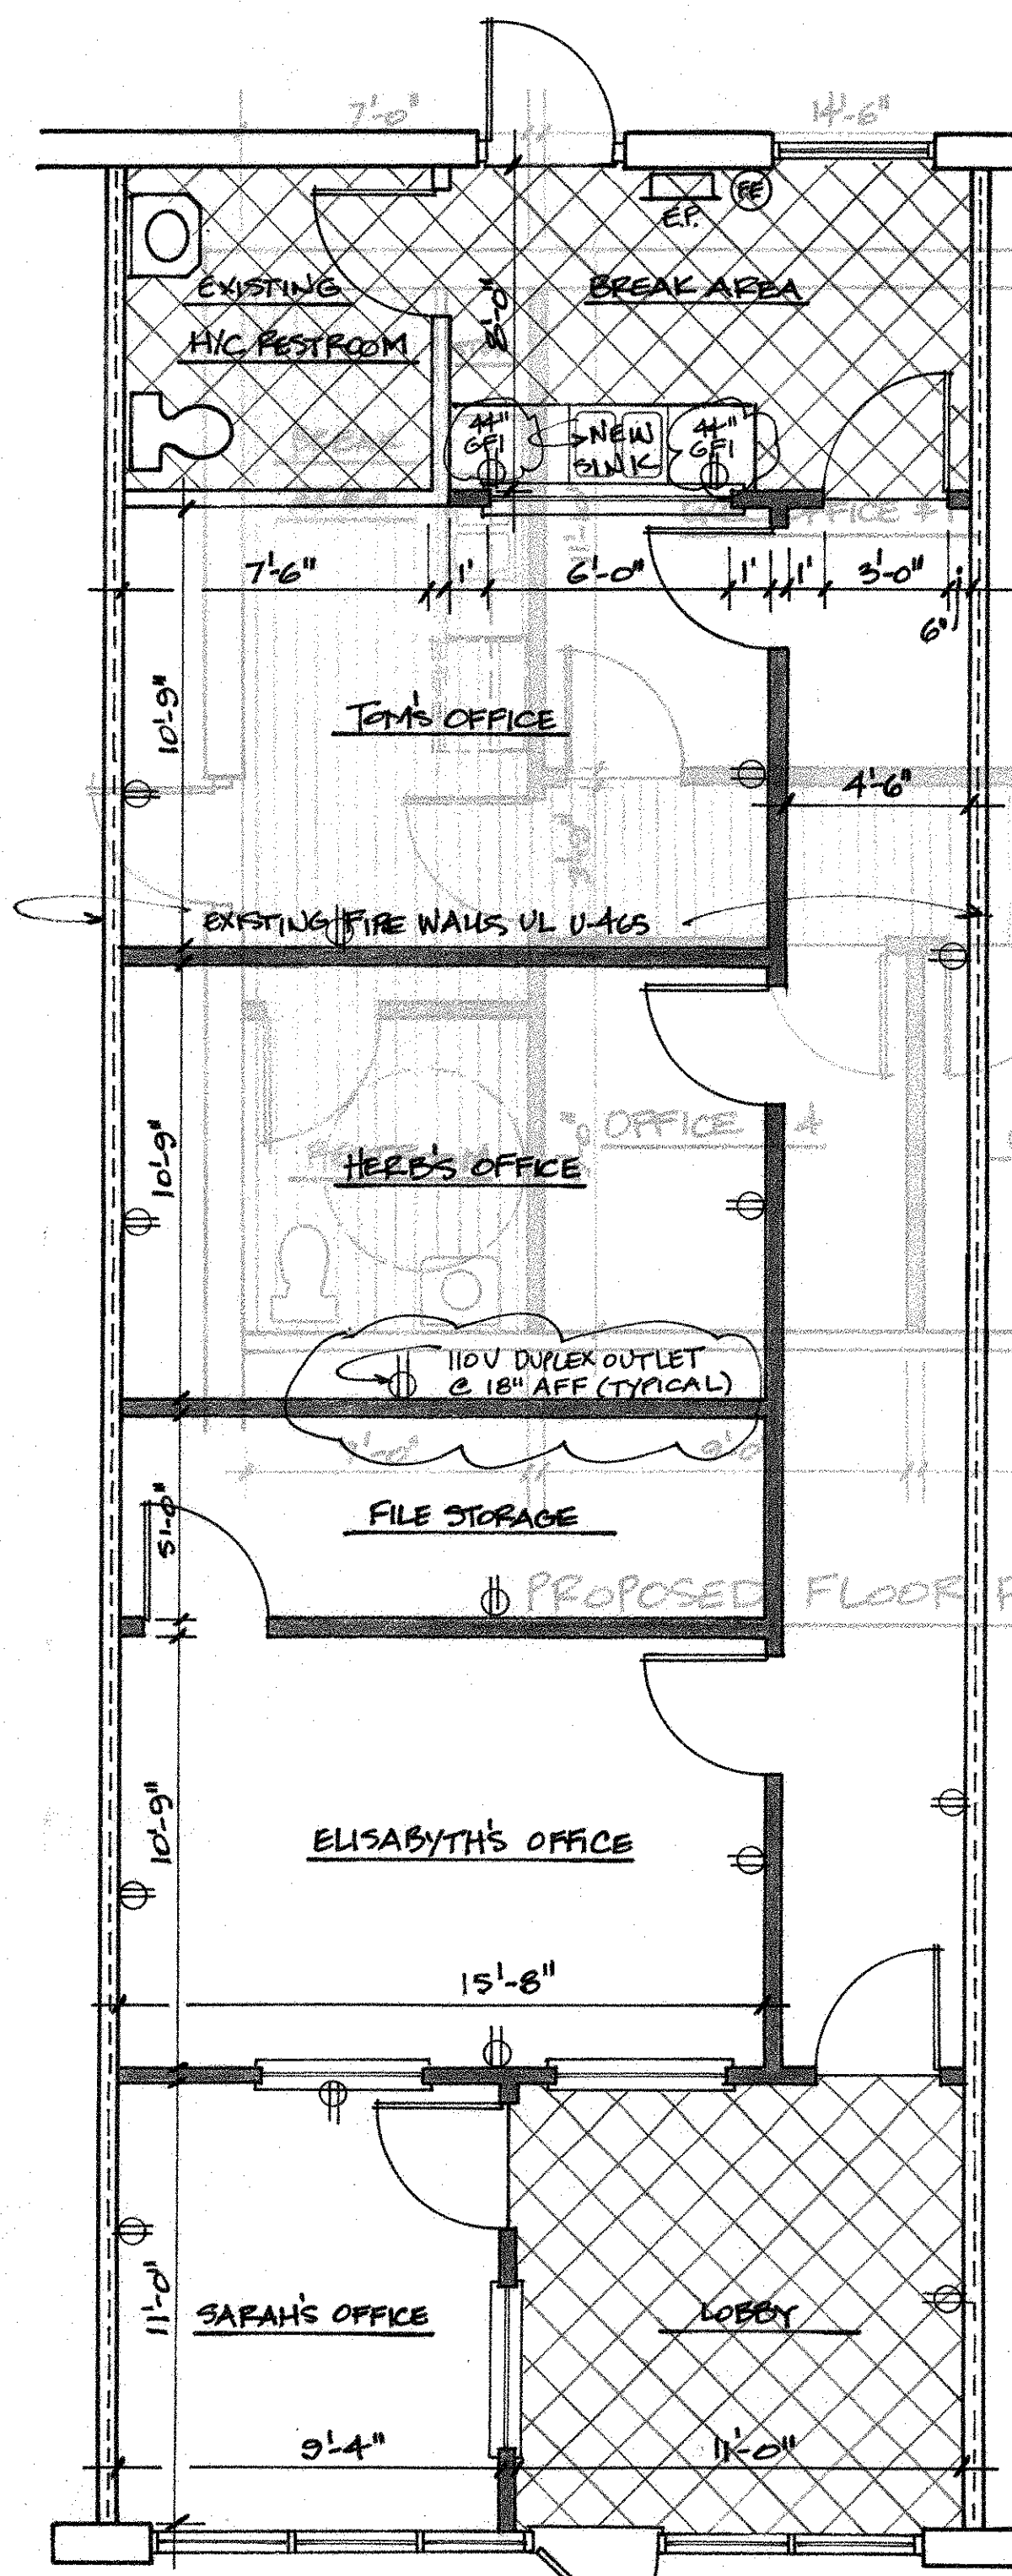 7'-0"
14'-6"
FE
E.P.
EXISTING
H/C RESTROOM
BREAK AREA
8'-0"
44"
GFI
NEW
SINK
44"
GFI
OFFICE #1
7'-6"
1'
6'-0"
1'
1'
3'-0"
6"
10'-9"
TOM'S OFFICE
4'-6"
EXISTING FIRE WALLS UL U-465
10'-9"
OFFICE 4
HERB'S OFFICE
110V DUPLEX OUTLET
@ 18" AFF (TYPICAL)
5'-0"
FILE STORAGE
PROPOSED FLOOR P
10'-9"
ELISABYTH'S OFFICE
15'-8"
11'-0"
SARAH'S OFFICE
LOBBY
9'-4"
11'-0"